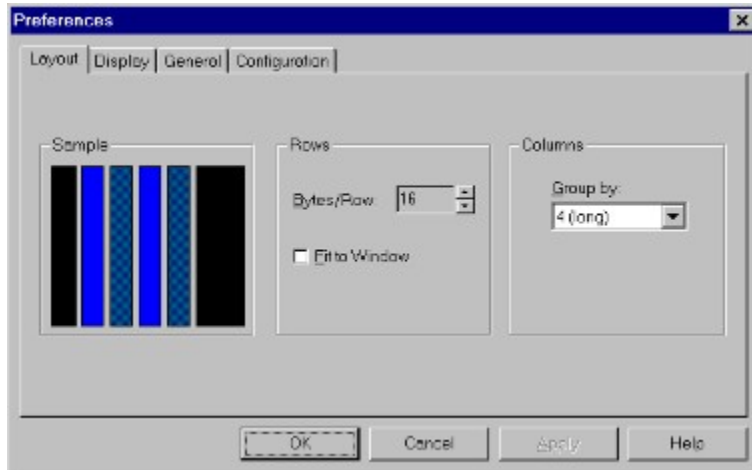 Preferences
Layout Display General Configuration
Sample
Rows
Columns
Bytes/Row: 16
Group by:
4 (long)
Fit to Window
OK Cancel Apply Help